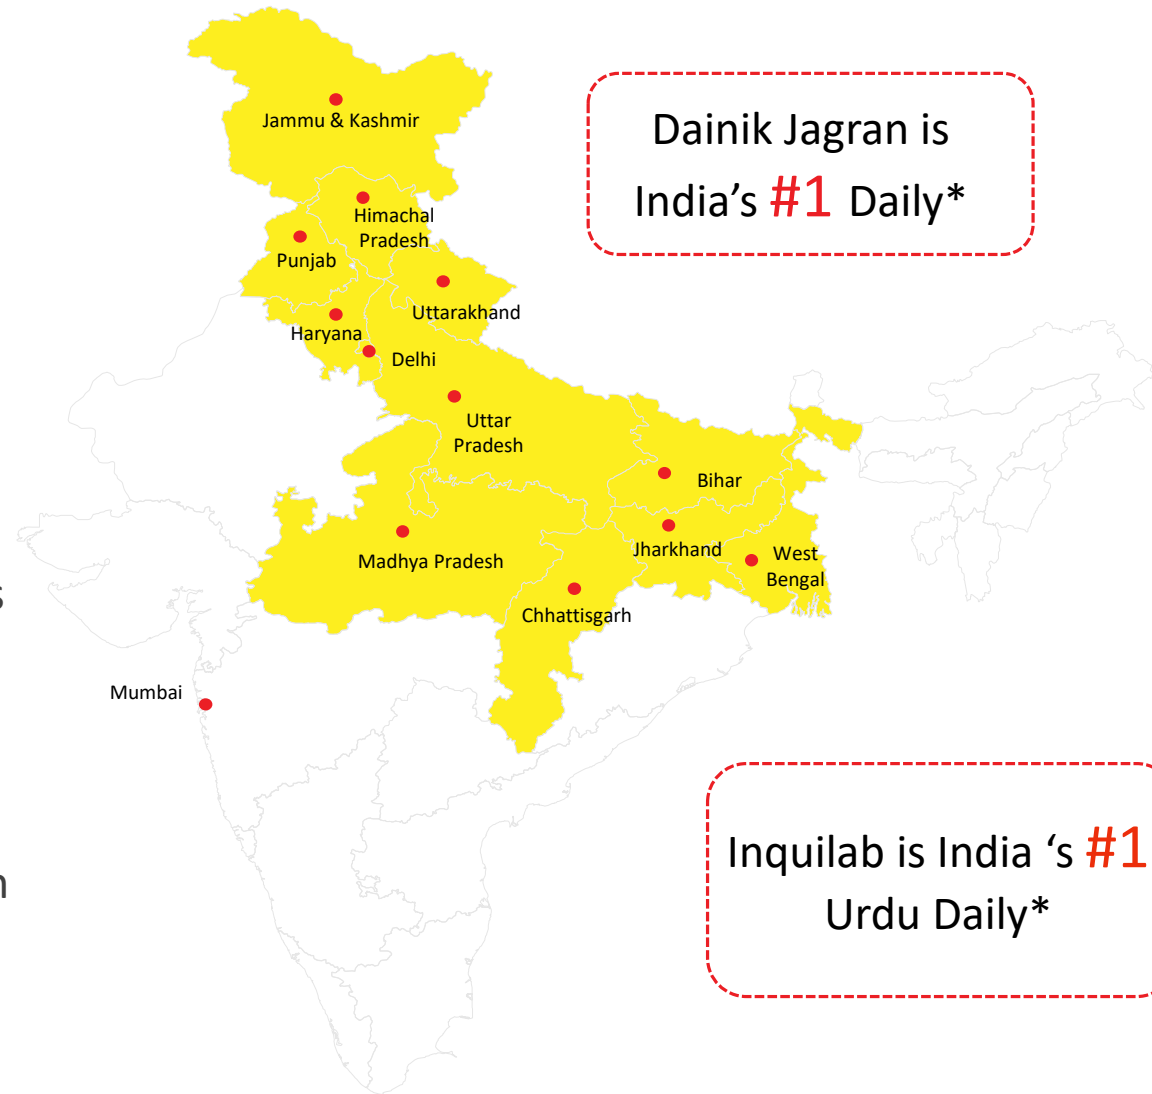 Jammu & Kashmir
Dainik Jagran is
India’s #1 Daily*
Himachal
Pradesh
Punjab
Uttarakhand
Haryana
Delhi
Uttar
Pradesh
Bihar
Jharkhand
West
Bengal
Madhya Pradesh
Chhattisgarh
s
Mumbai
Inquilab is India ‘s #1
Urdu Daily*
n